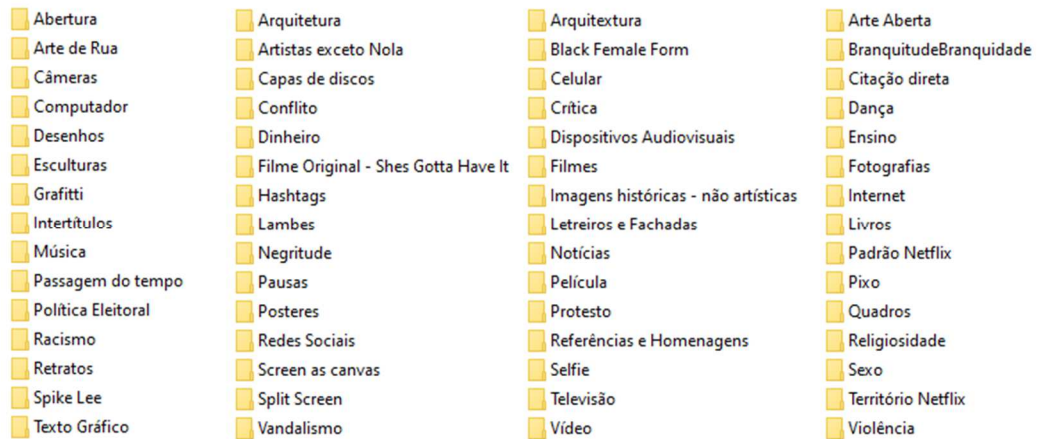 Abertura Arquitetura Arquitextura Arte Aberta
Arte de Rua Artistas exceto Nola Black Female Form BranquitudeBranquidade
Câmeras Capas de discos Celular Citação direta
Computador Conflito Crítica Dança
Desenhos Dinheiro Dispositivos Audiovisuais Ensino
Esculturas Filme Original - Shes Gotta Have It Filmes Fotografias
Grafitti Hashtags Imagens históricas - não artísticas Internet
Intertítulos Lambes Letreiros e Fachadas Livros
Música Negritude Notícias Padrão Netflix
Passagem do tempo Pausas Película Pixo
Política Eleitoral Posteres Protesto Quadros
Racismo Redes Sociais Referências e Homenagens Religiosidade
Retratos Screen as canvas Selfie Sexo
Spike Lee Split Screen Televisão Território Netflix
Texto Gráfico Vandalismo Vídeo Violência